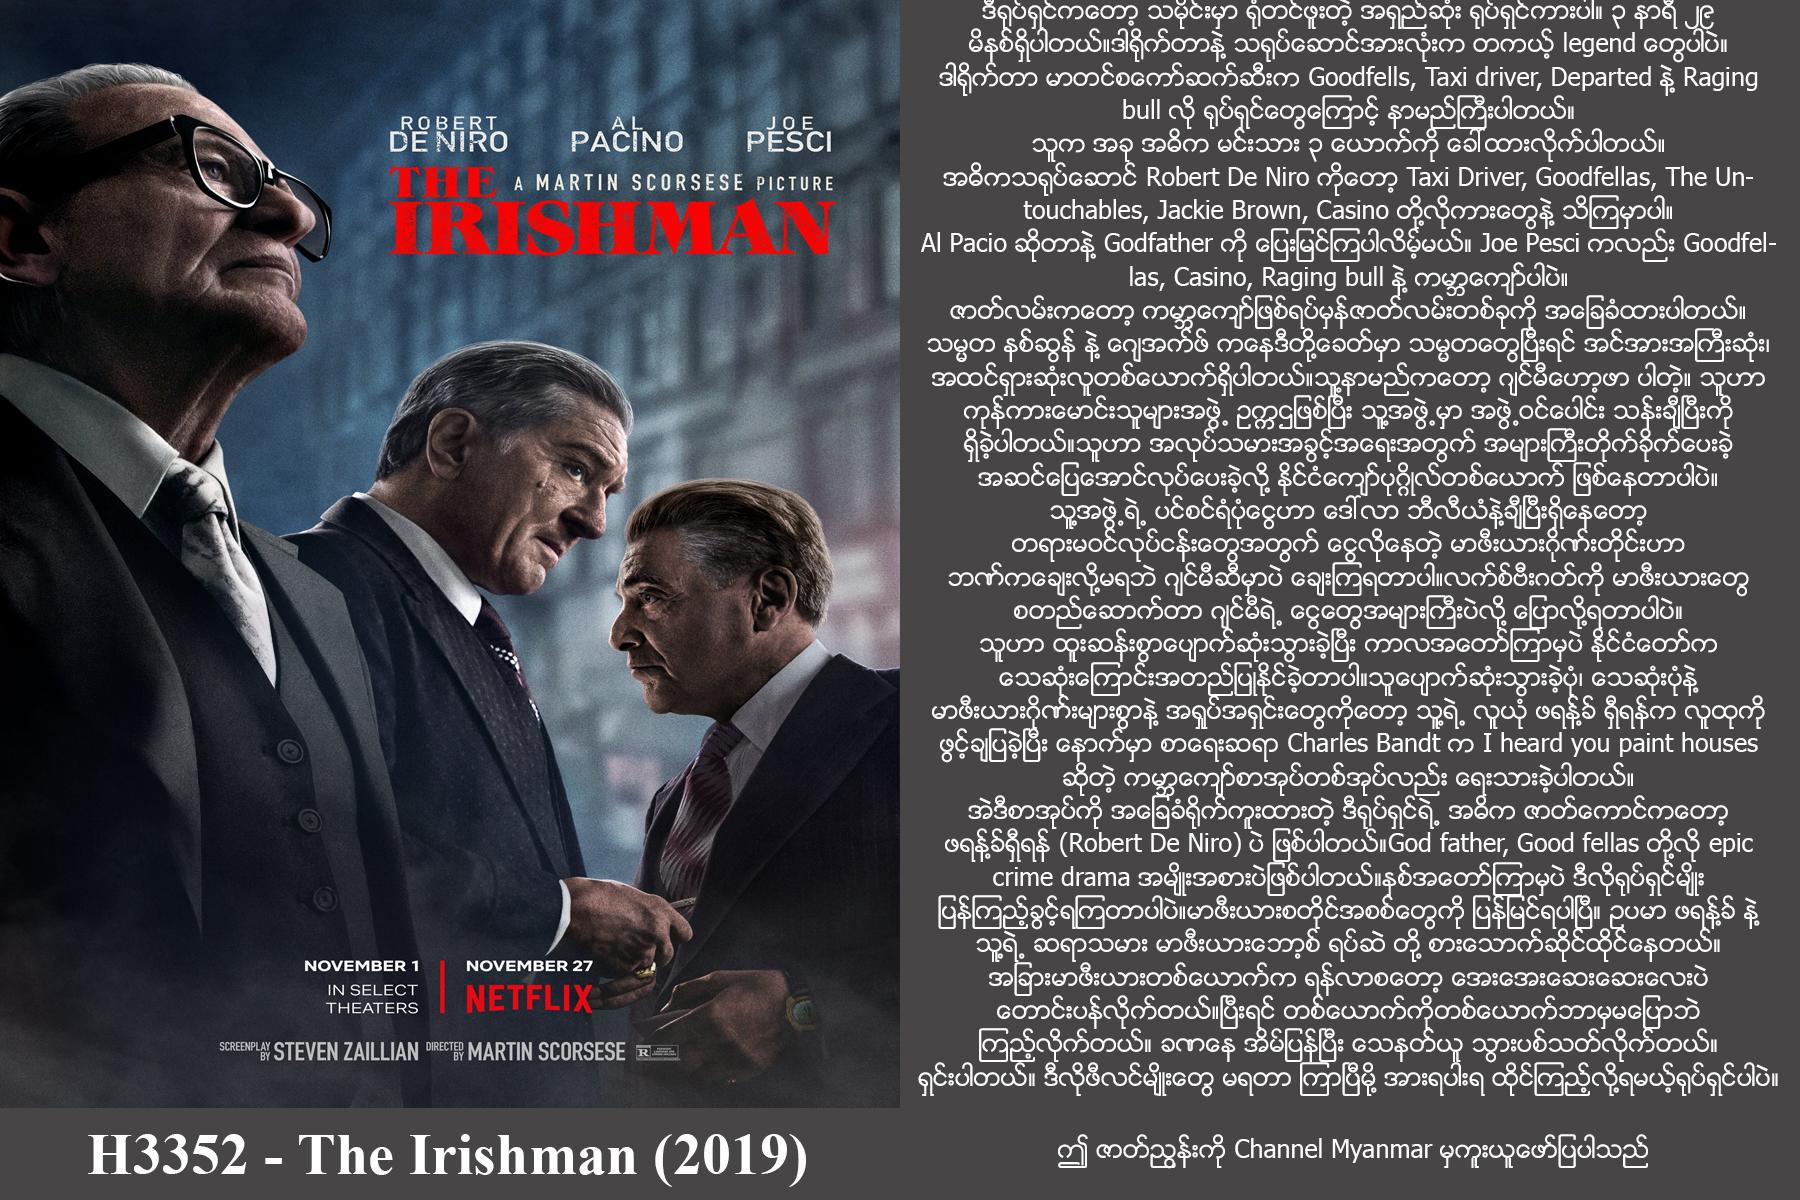 ROBERT DE NIRO
AL PACINO
JOE PESCI
THE
A MARTIN SCORSESE PICTURE
IRISHMAN
NOVEMBER 1
IN SELECT
THEATERS
NOVEMBER 27
NETFLIX
SCREENPLAY BY STEVEN ZAILLIAN DIRECTED BY MARTIN SCORSESE
R
H3352 - The Irishman (2019)
ဒီရုပ်ရှင်ကတော့ သမိုင်းမှာ ရုံတင်ဖူးတဲ့ အရှည်ဆုံး ရုပ်ရှင်ကားပါ။ ၃ နာရီ ၂၉
မိနစ်ရှိပါတယ်။ဒါရိုက်တာနဲ့ သရုပ်ဆောင်အားလုံးက တကယ့် legend တွေပါပဲ။
ဒါရိုက်တာ မာတင်စကော်ဆက်ဆီးက Goodfells, Taxi driver, Departed နဲ့ Raging
bull လို ရုပ်ရှင်တွေကြောင့် နာမည်ကြီးပါတယ်။
သူက အခု အဓိက မင်းသား ၃ ယောက်ကို ခေါ်ထားလိုက်ပါတယ်။
အဓိကသရုပ်ဆောင် Robert De Niro ကိုတော့ Taxi Driver, Goodfellas, The Un-
touchables, Jackie Brown, Casino တို့လိုကားတွေနဲ့ သိကြမှာပါ။
Al Pacio ဆိုတာနဲ့ Godfather ကို ပြေးမြင်ကြပါလိမ့်မယ်။ Joe Pesci ကလည်း Goodfel-
las, Casino, Raging bull နဲ့ ကမ္ဘာကျော်ပါပဲ။
ဇာတ်လမ်းကတော့ ကမ္ဘာကျော်ဖြစ်ရပ်မှန်ဇာတ်လမ်းတစ်ခုကို အခြေခံထားပါတယ်။
သမ္မတ နစ်ဆွန် နဲ့ ဂျေအက်ဖ် ကနေဒီတို့ခေတ်မှာ သမ္မတတွေပြီးရင် အင်အားအကြီးဆုံး၊
အထင်ရှားဆုံးလူတစ်ယောက်ရှိပါတယ်။သူ့နာမည်ကတော့ ဂျင်မီဟော့ဖာ ပါတဲ့။ သူဟာ
ကုန်ကားမောင်းသူများအဖွဲ့ ဥက္ကဌဖြစ်ပြီး သူ့အဖွဲ့မှာ အဖွဲ့ဝင်ပေါင်း သန်းချီပြီးကို
ရှိခဲ့ပါတယ်။သူဟာ အလုပ်သမားအခွင့်အရေးအတွက် အများကြီးတိုက်ခိုက်ပေးခဲ့
အဆင်ပြေအောင်လုပ်ပေးခဲ့လို့ နိုင်ငံကျော်ပုဂ္ဂိုလ်တစ်ယောက် ဖြစ်နေတာပါပဲ။
သူ့အဖွဲ့ရဲ့ ပင်စင်ရံပုံငွေဟာ ဒေါ်လာ ဘီလီယံနဲ့ချီပြီးရှိနေတော့
တရားမဝင်လုပ်ငန်းတွေအတွက် ငွေလိုနေတဲ့ မာဖီးယားဂိုဏ်းတိုင်းဟာ
ဘဏ်ကချေးလို့မရဘဲ ဂျင်မီဆီမှာပဲ ချေးကြရတာပါ။လက်စ်ဗီးဂတ်ကို မာဖီးယားတွေ
စတည်ဆောက်တာ ဂျင်မီရဲ့ ငွေတွေအများကြီးပဲလို့ ပြောလို့ရတာပါပဲ။
သူဟာ ထူးဆန်းစွာပျောက်ဆုံးသွားခဲ့ပြီး ကာလအတော်ကြာမှပဲ နိုင်ငံတော်က
သေဆုံးကြောင်းအတည်ပြုနိုင်ခဲ့တာပါ။သူပျောက်ဆုံးသွားခဲ့ပုံ၊ သေဆုံးပုံနဲ့
မာဖီးယားဂိုဏ်းများစွာနဲ့ အရှုပ်အရှင်းတွေကိုတော့ သူ့ရဲ့ လူယုံ ဖရန့်ခ် ရှီရန်က လူထုကို
ဖွင့်ချပြခဲ့ပြီး နောက်မှာ စာရေးဆရာ Charles Bandt က I heard you paint houses
ဆိုတဲ့ ကမ္ဘာကျော်စာအုပ်တစ်အုပ်လည်း ရေးသားခဲ့ပါတယ်။
အဲဒီစာအုပ်ကို အခြေခံရိုက်ကူးထားတဲ့ ဒီရုပ်ရှင်ရဲ့ အဓိက ဇာတ်ကောင်ကတော့
ဖရန့်ခ်ရှီရန် (Robert De Niro) ပဲ ဖြစ်ပါတယ်။God father, Good fellas တို့လို epic
crime drama အမျိုးအစားပဲဖြစ်ပါတယ်။နှစ်အတော်ကြာမှပဲ ဒီလိုရုပ်ရှင်မျိုး
ပြန်ကြည့်ခွင့်ရကြတာပါပဲ။မာဖီးယားစတိုင်အစစ်တွေကို ပြန်မြင်ရပါပြီ။ ဥပမာ ဖရန့်ခ် နဲ့
သူ့ရဲ့ ဆရာသမား မာဖီးယားဘော့စ် ရပ်ဆဲ တို့ စားသောက်ဆိုင်ထိုင်နေတယ်။
အခြားမာဖီးယားတစ်ယောက်က ရန်လာစတော့ အေးအေးဆေးဆေးလေးပဲ
တောင်းပန်လိုက်တယ်။ပြီးရင် တစ်ယောက်ကိုတစ်ယောက်ဘာမှမပြောဘဲ
ကြည့်လိုက်တယ်။ ခဏနေ အိမ်ပြန်ပြီး သေနတ်ယူ သွားပစ်သတ်လိုက်တယ်။
ရှင်းပါတယ်။ ဒီလိုဖီလင်မျိုးတွေ မရတာ ကြာပြီမို့ အားရပါးရ ထိုင်ကြည့်လို့ရမယ့်ရုပ်ရှင်ပါပဲ။
ဤ ဇာတ်ညွှန်းကို Channel Myanmar မှကူးယူဖော်ပြပါသည်